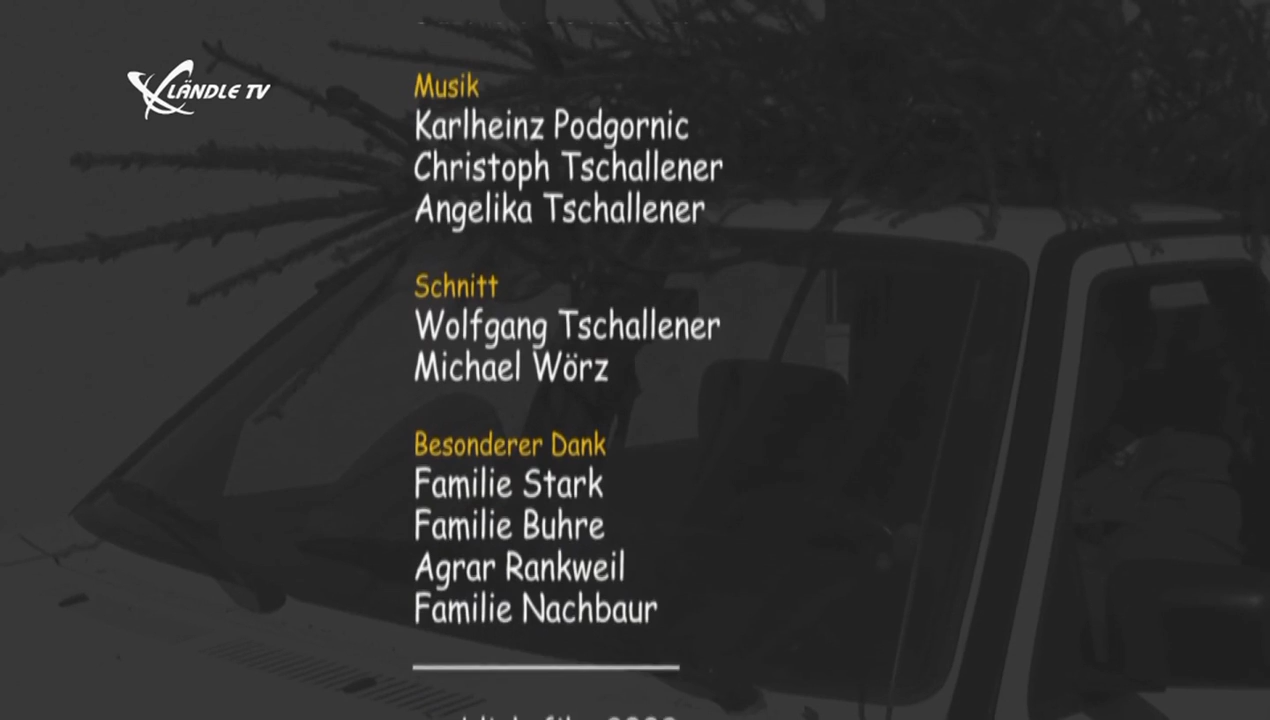 LÄNDLE TV
Musik
Karlheinz Podgornic
Christoph Tschallener
Angelika Tschallener
Schnitt
Wolfgang Tschallener
Michael Wörz
Besonderer Dank
Familie Stark
Familie Buhre
Agrar Rankweil
Familie Nachbaur